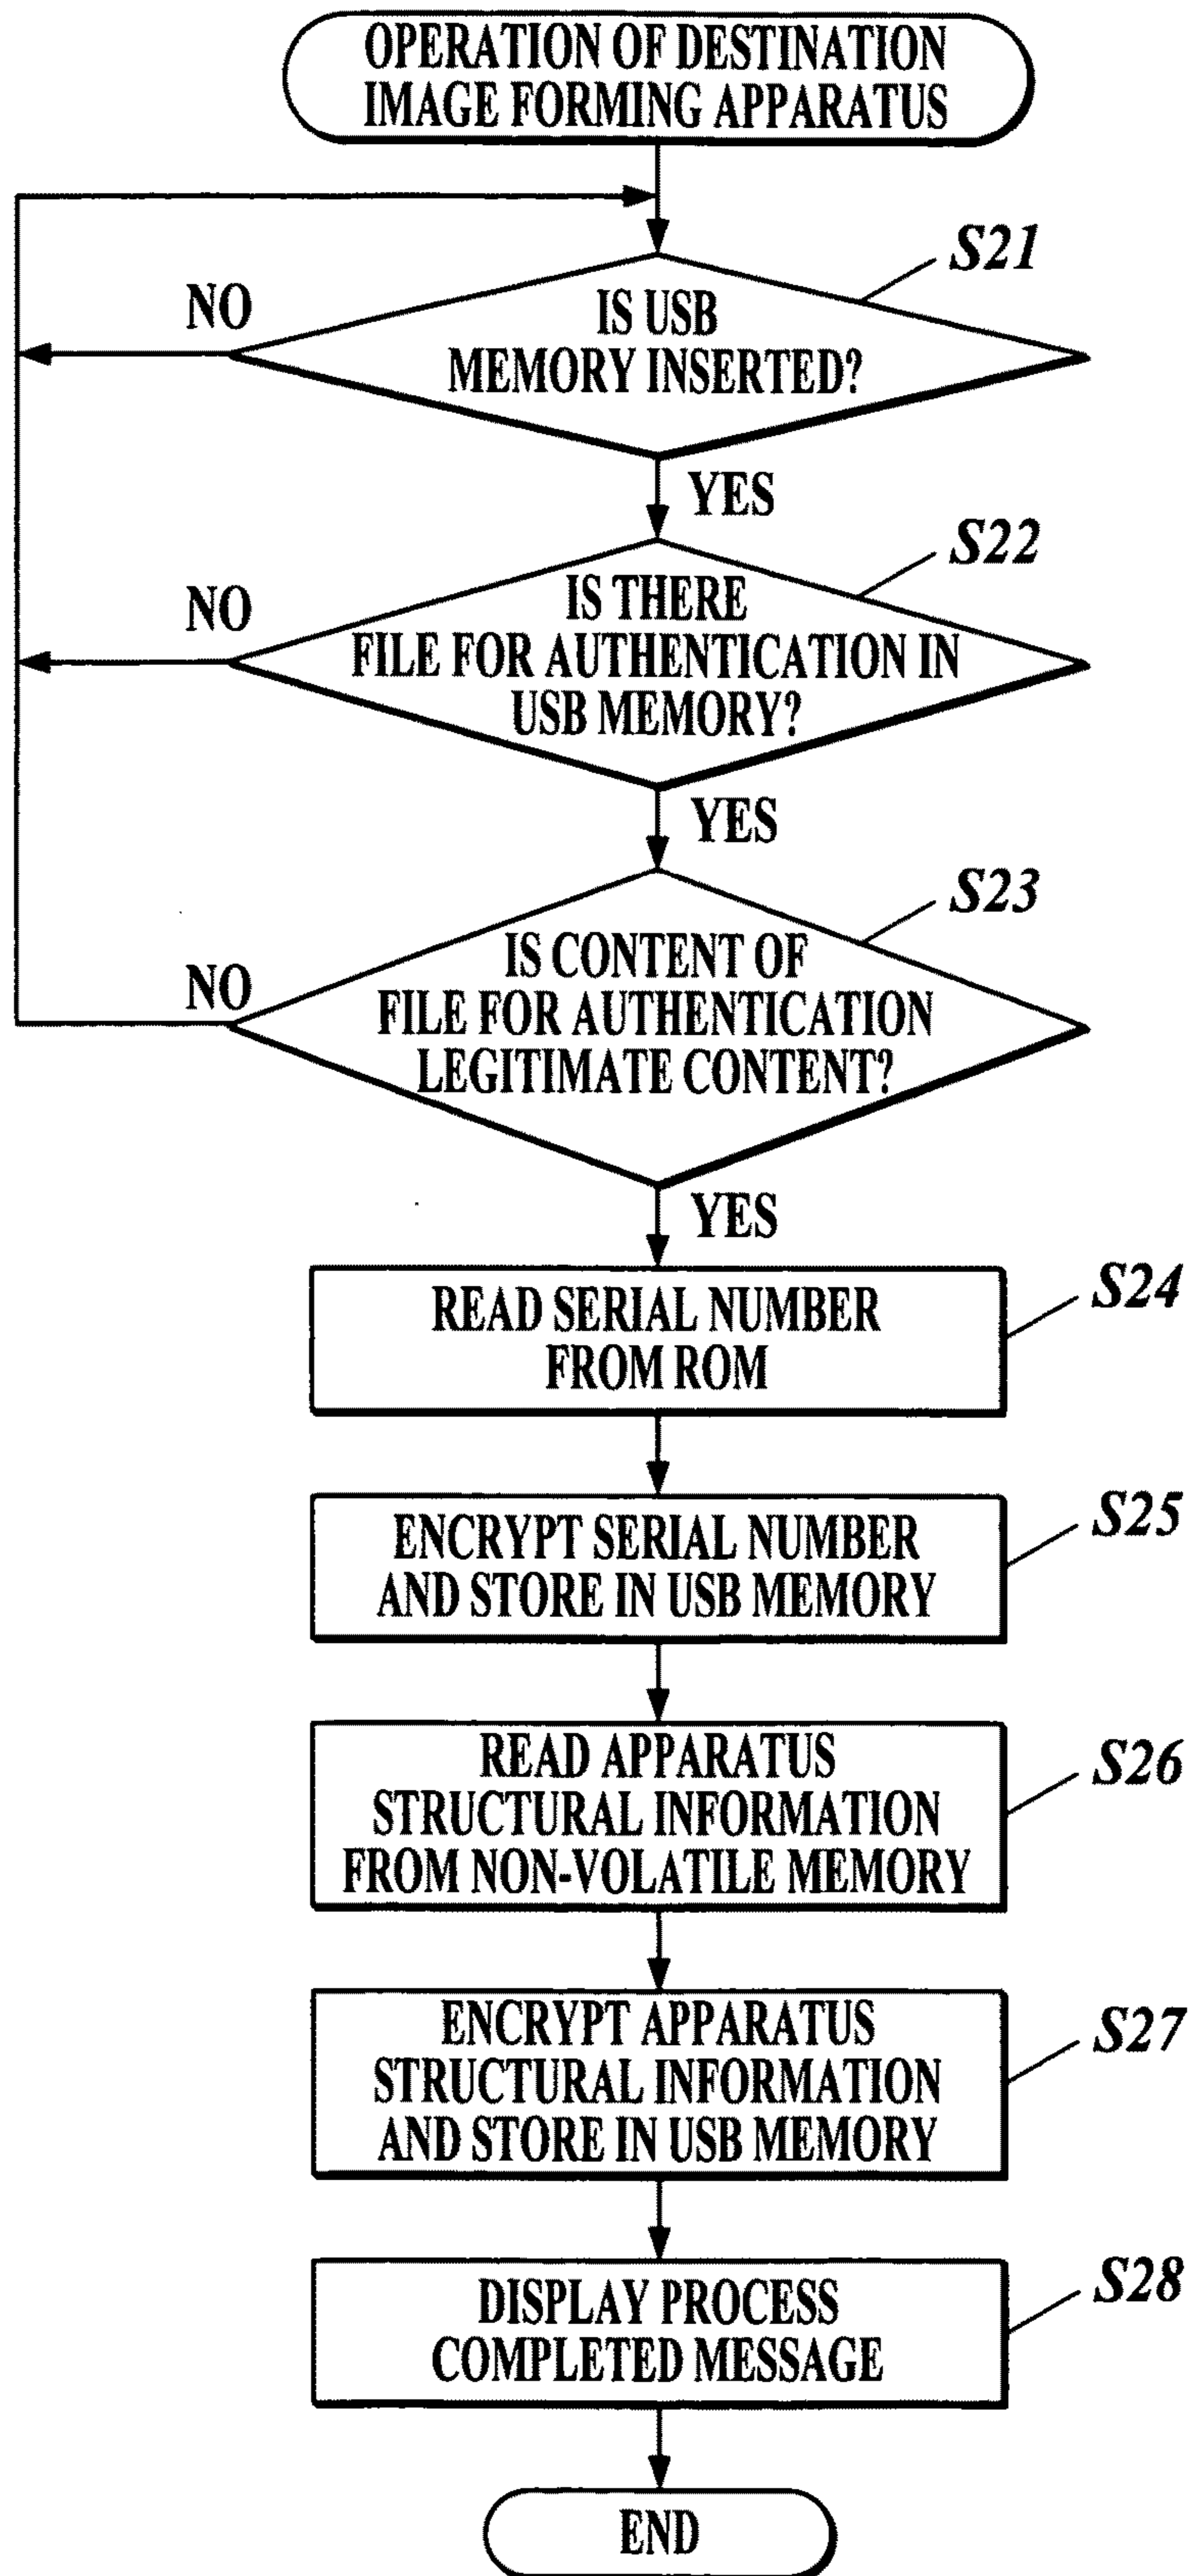 OPERATION OF DESTINATION
IMAGE FORMING APPARATUS
S21
NO
IS USB
MEMORY INSERTED?
YES
S22
NO
IS THERE
FILE FOR AUTHENTICATION IN
USB MEMORY?
YES
S23
NO
IS CONTENT OF
FILE FOR AUTHENTICATION
LEGITIMATE CONTENT?
YES
S24
READ SERIAL NUMBER
FROM ROM
S25
ENCRYPT SERIAL NUMBER
AND STORE IN USB MEMORY
S26
READ APPARATUS
STRUCTURAL INFORMATION
FROM NON-VOLATILE MEMORY
S27
ENCRYPT APPARATUS
STRUCTURAL INFORMATION
AND STORE IN USB MEMORY
S28
DISPLAY PROCESS
COMPLETED MESSAGE
END